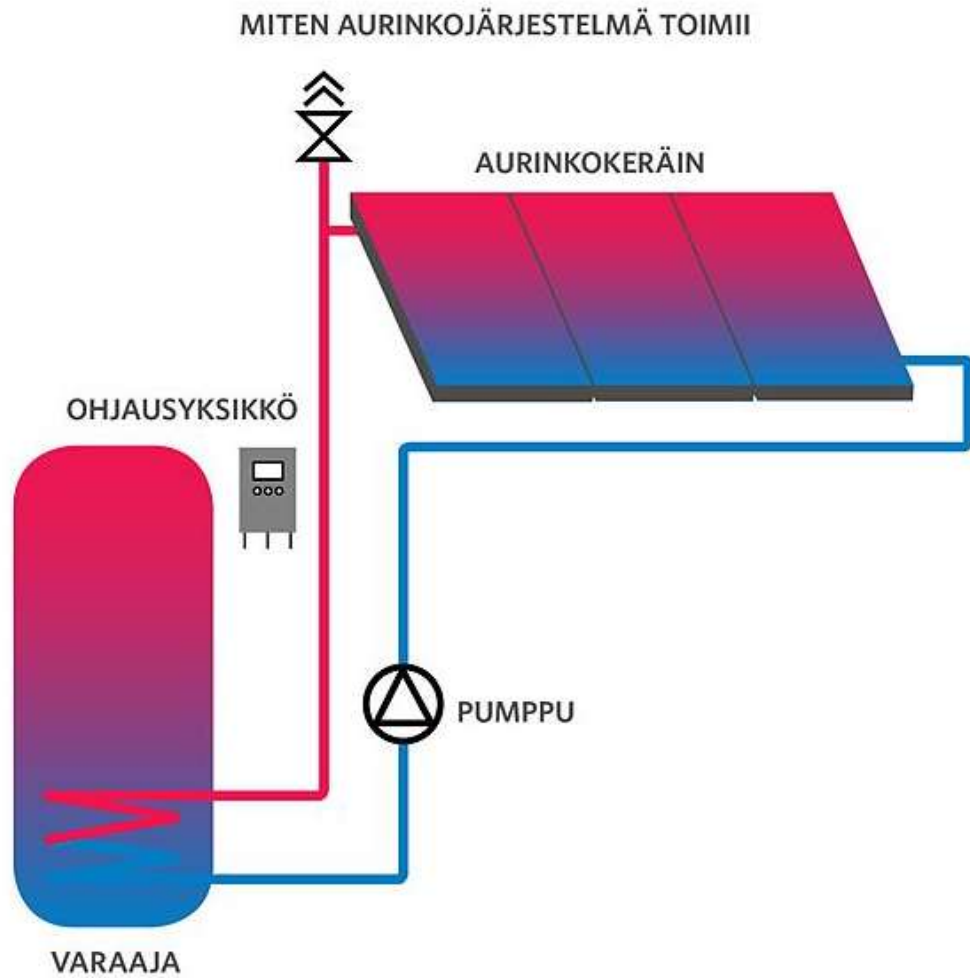 MITEN AURINKOJÄRJESTELMÄ TOIMII
AURINKOKERÄIN
OHJAUSYKSIKKÖ
PUMPPU
VARAAJA